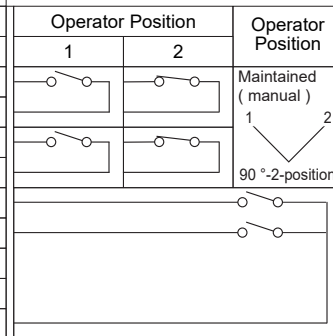 Operator Position
Operator
Position
1
2
Maintained
( manual )
1
2
90 °-2-position